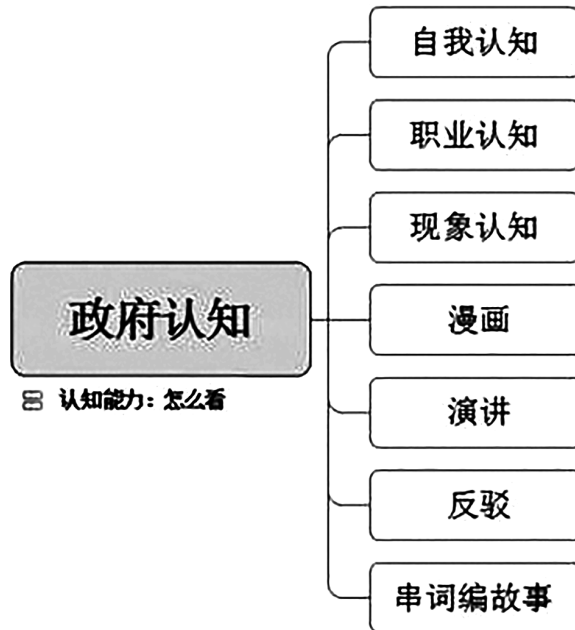 自我认知
职业认知
现象认知
政府认知
漫画
认知能力：怎么看
演讲
反驳
串词编故事